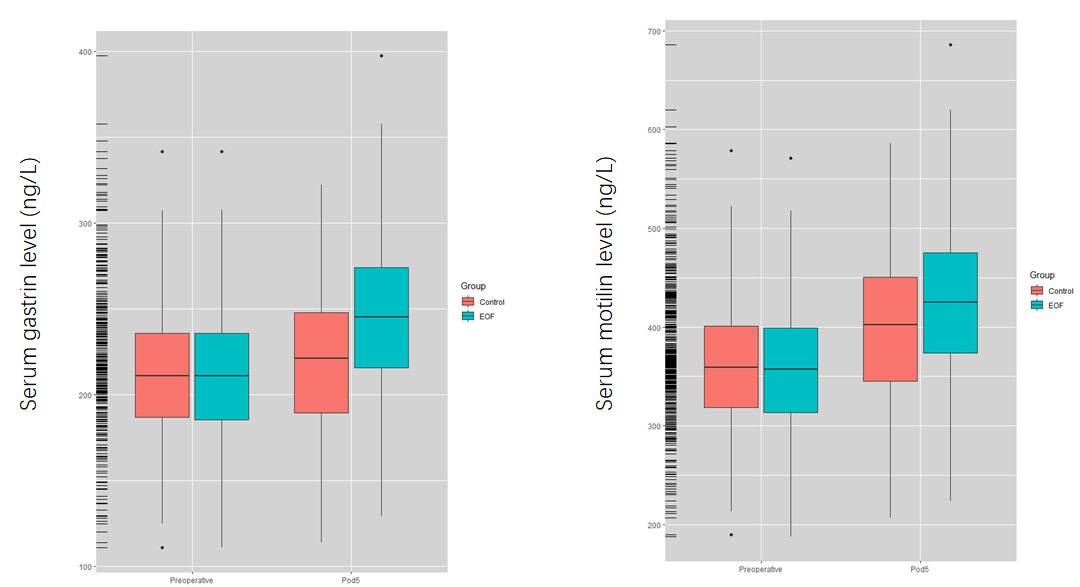 Serum gastrin level (ng/L)
400
300
200
100
Preoperative
Pod5
Group
Control
EOF
Serum motilin level (ng/L)
700
600
500
400
300
200
Preoperative
Pod5
Group
Control
EOF